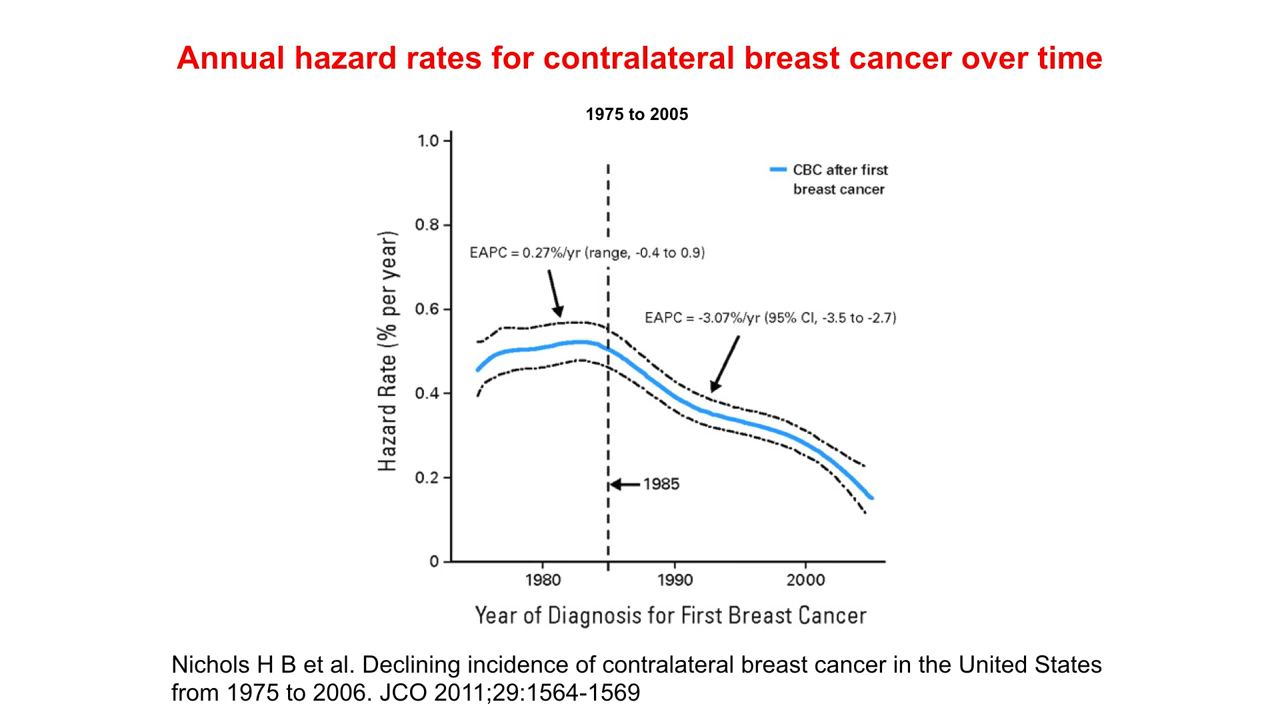 Annual hazard rates for contralateral breast cancer over time
1975 to 2005
1.0
CBC after first
breast cancer
0.8
EAPC = 0.27%/yr (range, -0.4 to 0.9)
0.6
EAPC = -3.07%/yr (95% CI, -3.5 to -2.7)
Hazard Rate (% per year)
0.4
0.2
1985
0
1980
1990
2000
Year of Diagnosis for First Breast Cancer
Nichols H B et al. Declining incidence of contralateral breast cancer in the United States
from 1975 to 2006. JCO 2011;29:1564-1569